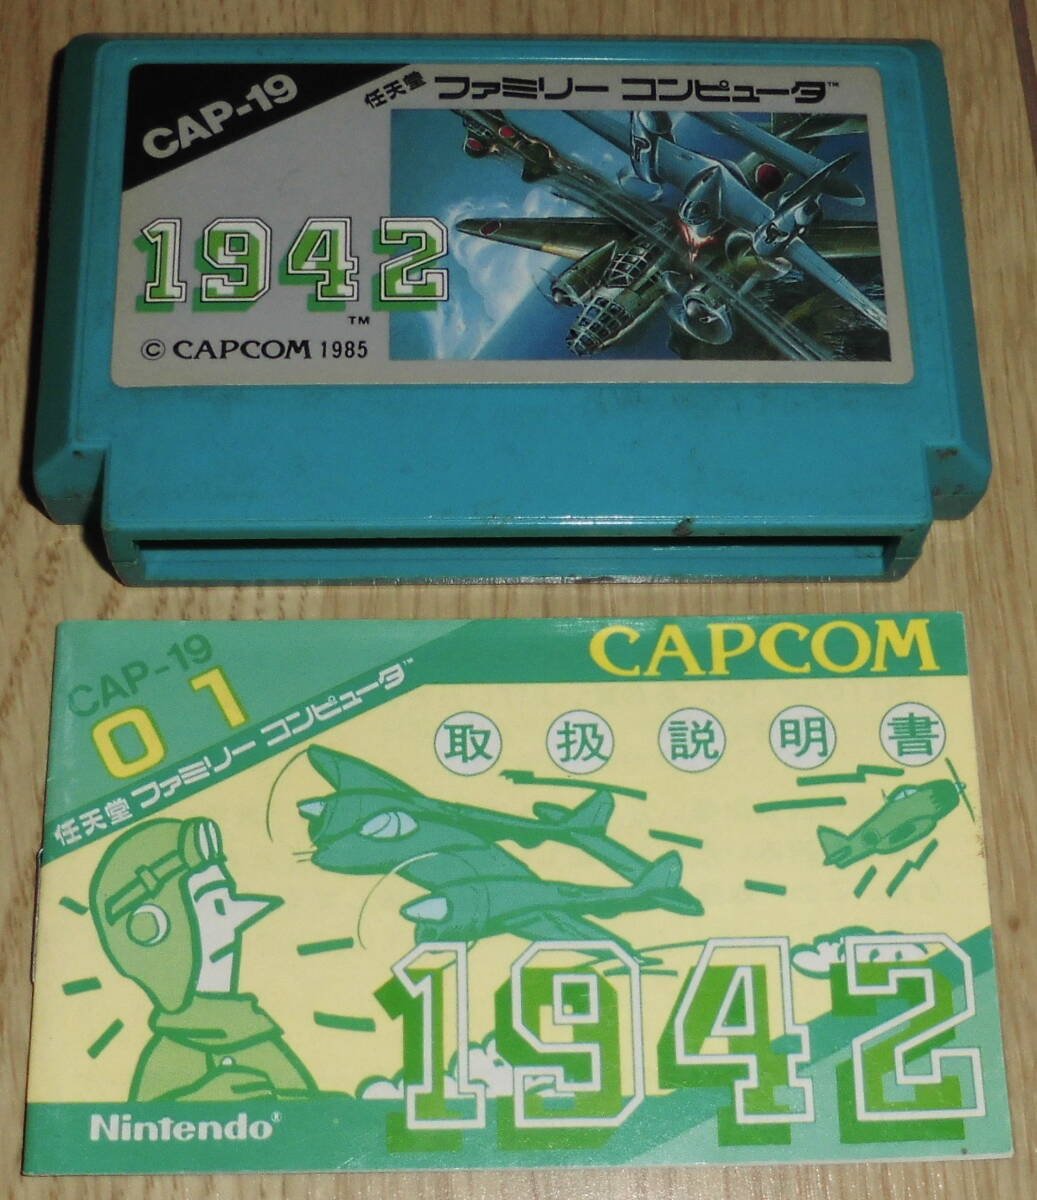 CAP-19
任天堂 ファミリー コンピュータ™
1942
TM
© CAPCOM 1985
CAP-19
01
任天堂 ファミリー コンピュータ™
CAPCOM
取扱説明書
1942
Nintendo®